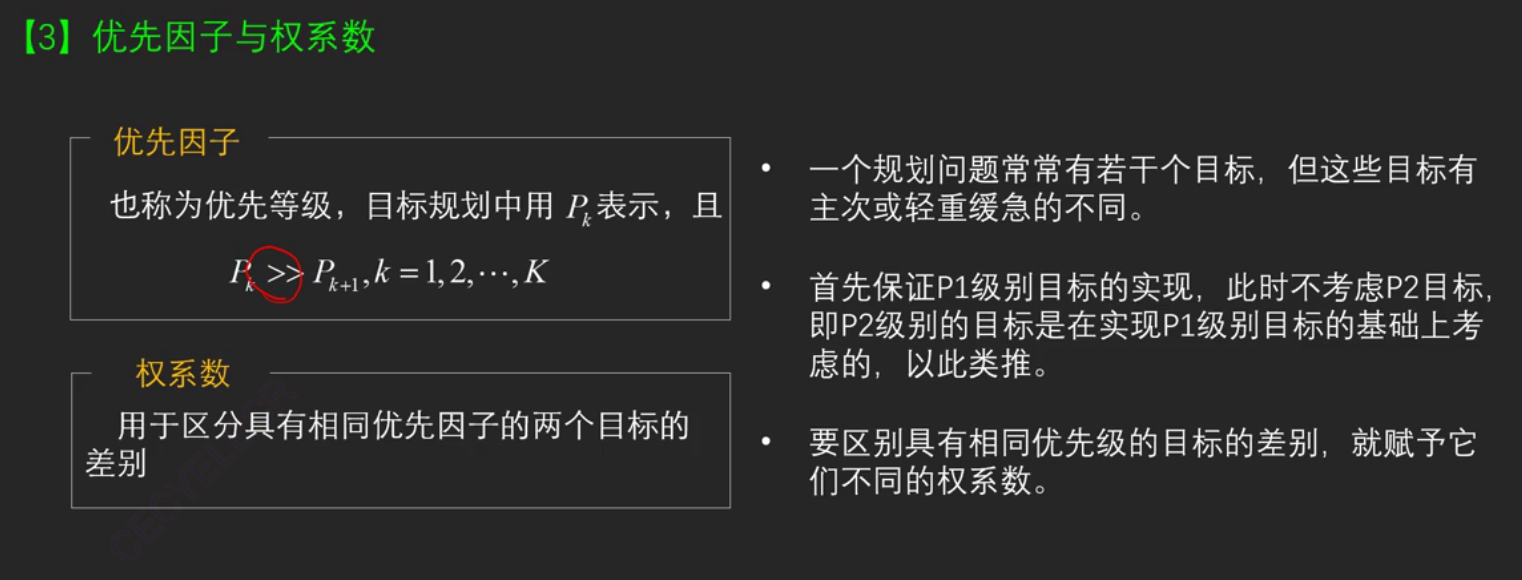 【3】优先因子与权系数
优先因子
也称为优先等级，目标规划中用 Pk 表示，且
Pk >> Pk+1, k = 1, 2, ⋯, K
权系数
用于区分具有相同优先因子的两个目标的
差别
• 一个规划问题常常有若干个目标，但这些目标有
主次或轻重缓急的不同。
• 首先保证P1级别目标的实现，此时不考虑P2目标，
即P2级别的目标是在实现P1级别目标的基础上考
虑的，以此类推。
• 要区别具有相同优先级的目标的差别，就赋予它
们不同的权系数。